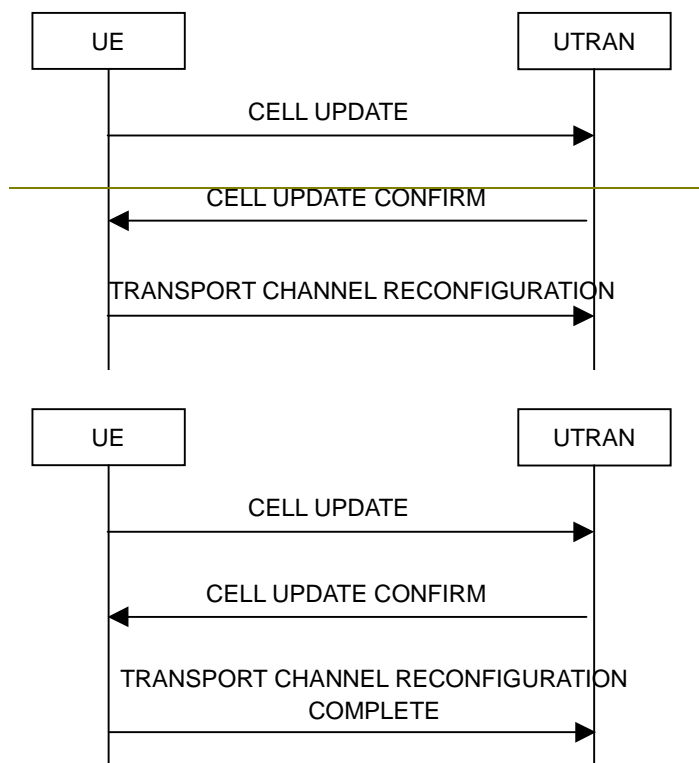 UE UTRAN
CELL UPDATE
CELL UPDATE CONFIRM
TRANSPORT CHANNEL RECONFIGURATION
UE UTRAN
CELL UPDATE
CELL UPDATE CONFIRM
TRANSPORT CHANNEL RECONFIGURATION
COMPLETE